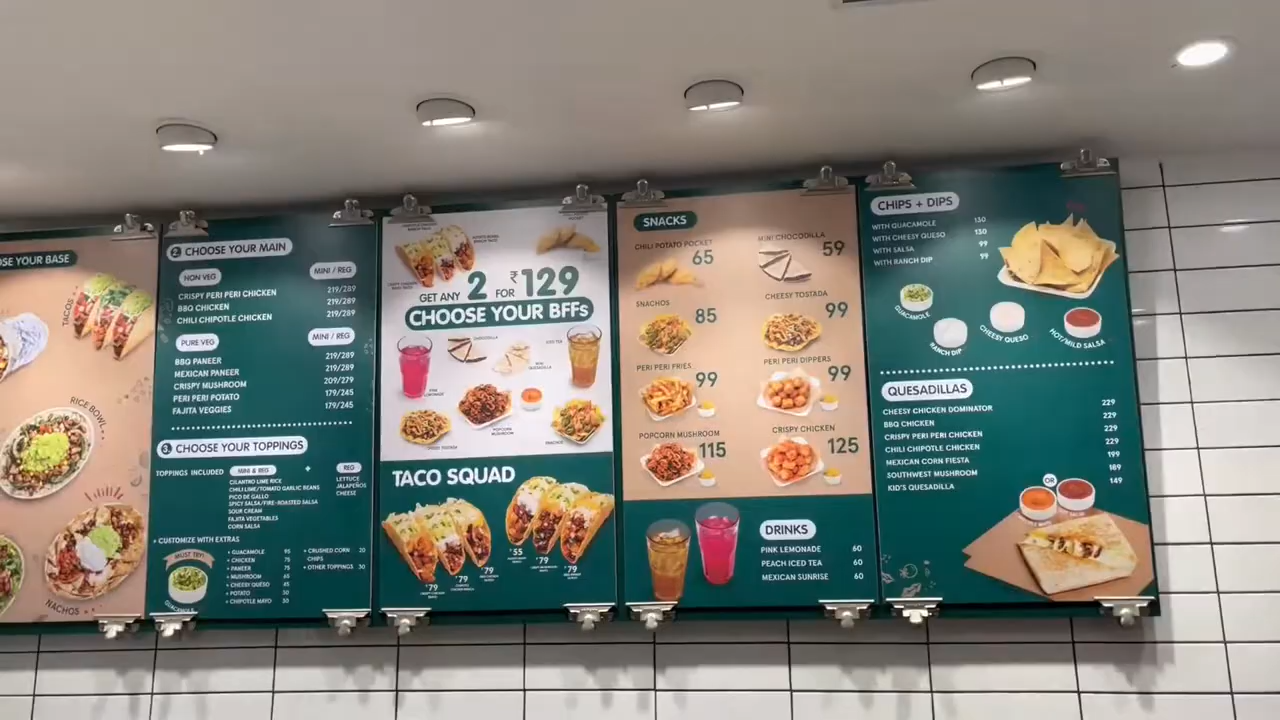 OSE YOUR BASE
TACOS
RICE BOWL
NACHOS
2 CHOOSE YOUR MAIN
NON VEG
MINI / REG
CRISPY PERI PERI CHICKEN 219/289
BBQ CHICKEN 219/289
CHILI CHIPOTLE CHICKEN 219/289
PURE VEG
MINI / REG
BBQ PANEER 219/289
MEXICAN PANEER 219/289
CRISPY MUSHROOM 209/279
PERI PERI POTATO 179/245
FAJITA VEGGIES 179/245
3 CHOOSE YOUR TOPPINGS
TOPPINGS INCLUDED
MINI & REG
+
REG
CILANTRO LIME RICE
CHILI LIME/TOMATO GARLIC BEANS
PICO DE GALLO
SPICY SALSA/FIRE-ROASTED SALSA
SOUR CREAM
FAJITA VEGETABLES
CORN SALSA
LETTUCE
JALAPEÑOS
CHEESE
+ CUSTOMIZE WITH EXTRAS
MUST TRY!
GUACAMOLE
+ GUACAMOLE 95
+ CHICKEN 75
+ PANEER 75
+ MUSHROOM 65
+ CHEESY QUESO 45
+ POTATO 30
+ CHIPOTLE MAYO 30
+ CRUSHED CORN CHIPS 20
+ OTHER TOPPINGS 30
GET ANY 2 FOR ₹129
CHOOSE YOUR BFFs
TACO SQUAD
₹79
₹79
₹79
₹55
₹79
₹79
SNACKS
CHILI POTATO POCKET
65
MINI CHOCODILLA
59
SNACHOS
85
CHEESY TOSTADA
99
PERI PERI FRIES
99
PERI PERI DIPPERS
99
POPCORN MUSHROOM
115
CRISPY CHICKEN
125
DRINKS
PINK LEMONADE 60
PEACH ICED TEA 60
MEXICAN SUNRISE 60
CHIPS + DIPS
WITH GUACAMOLE 130
WITH CHEESY QUESO 130
WITH SALSA 99
WITH RANCH DIP 99
GUACAMOLE
RANCH DIP
CHEESY QUESO
HOT/MILD SALSA
QUESADILLAS
CHEESY CHICKEN DOMINATOR 229
BBQ CHICKEN 229
CRISPY PERI PERI CHICKEN 229
CHILI CHIPOTLE CHICKEN 229
MEXICAN CORN FIESTA 199
SOUTHWEST MUSHROOM 189
KID'S QUESADILLA 149
OR